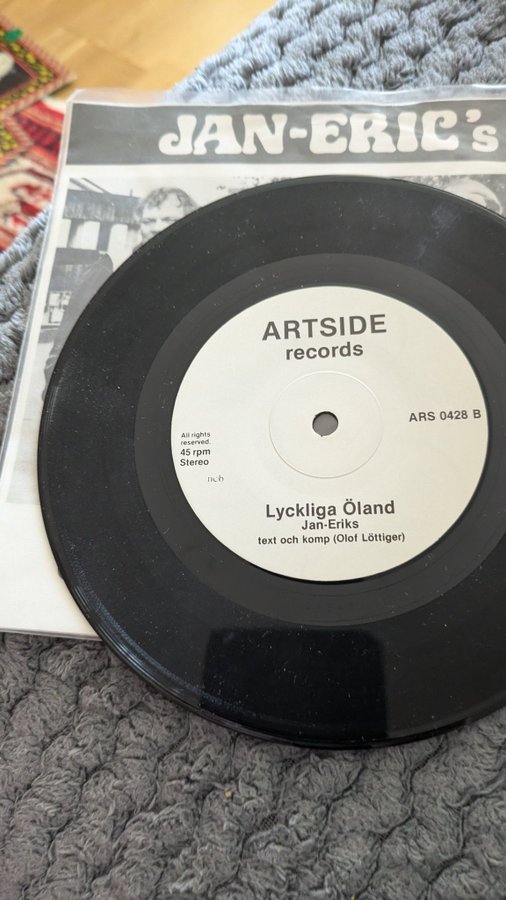 JAN-ERIC's
ARTSIDE
records
ARS 0428 B
All rights
reserved.
45 rpm
Stereo
ncb
Lyckliga Öland
Jan-Eriks
text och komp (Olof Löttiger)